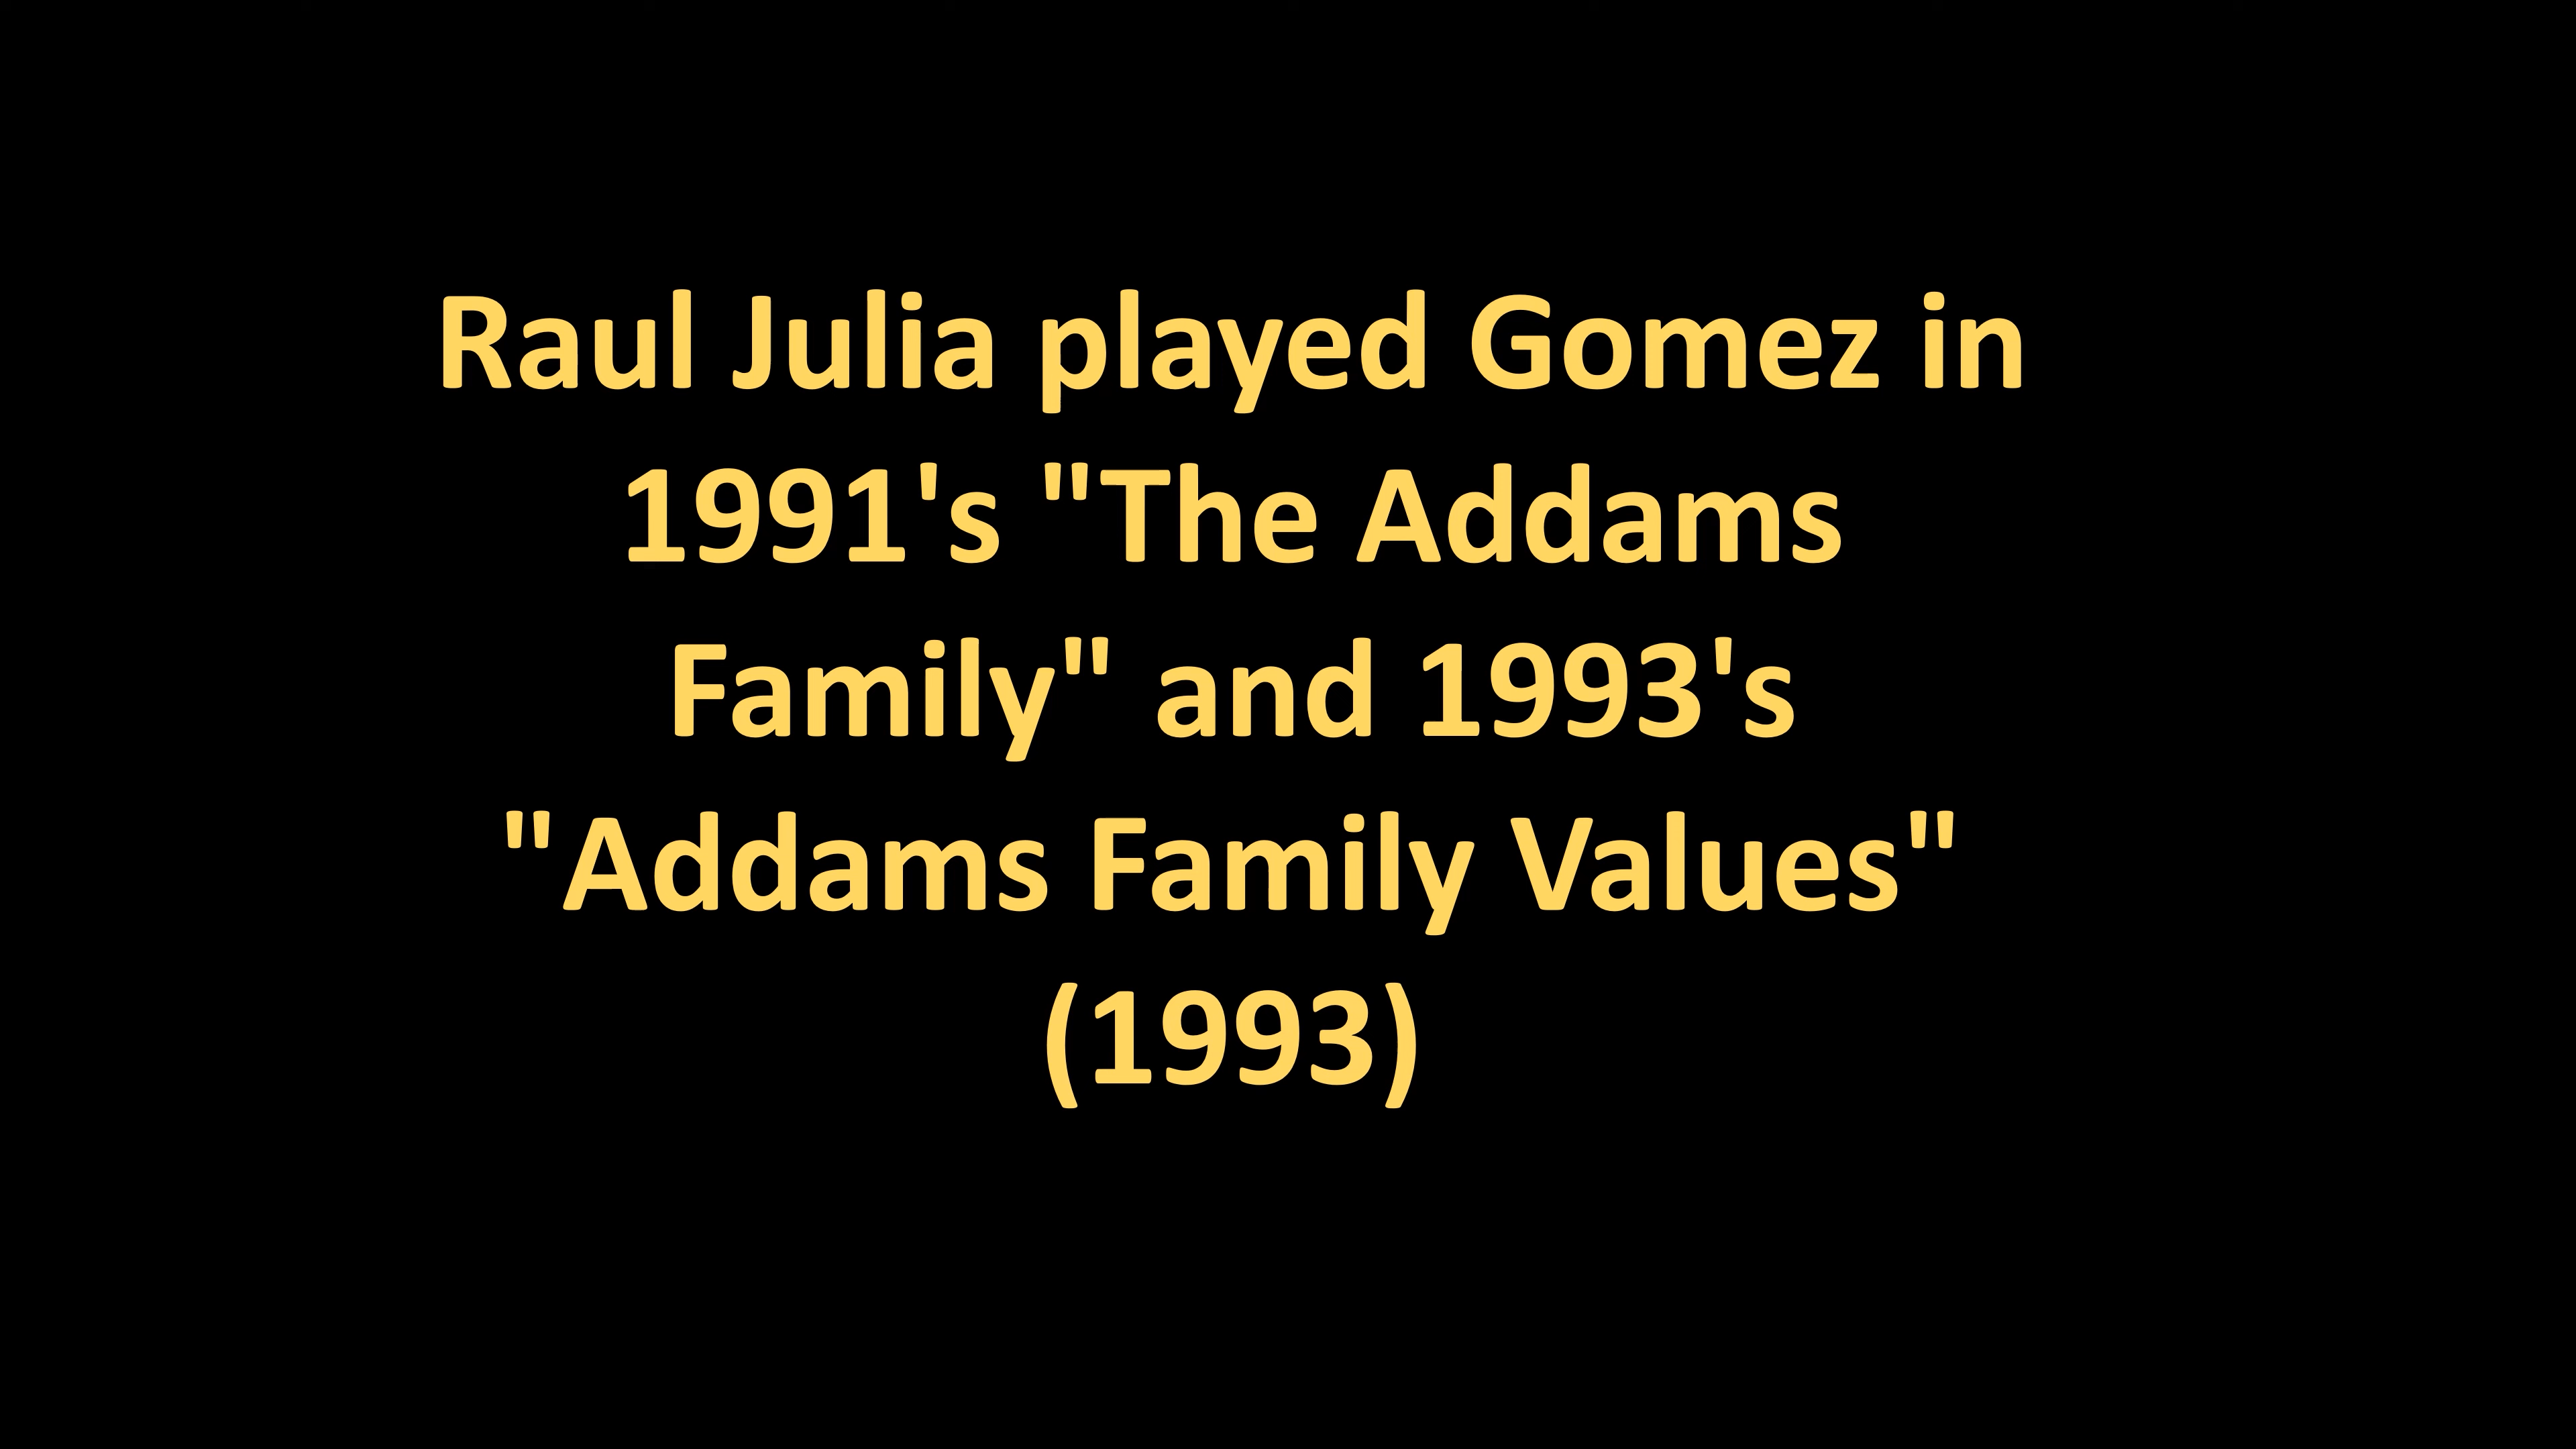 Raul Julia played Gomez in
1991's "The Addams
Family" and 1993's
"Addams Family Values"
(1993)